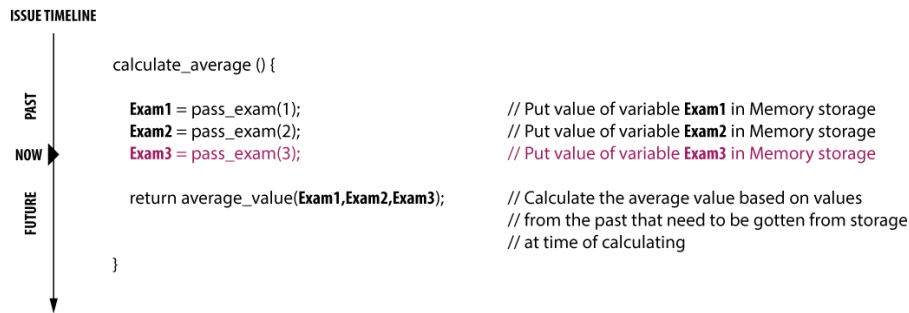 ISSUE TIMELINE
calculate_average () {
PAST
Exam1 = pass_exam(1); // Put value of variable Exam1 in Memory storage
Exam2 = pass_exam(2); // Put value of variable Exam2 in Memory storage
NOW Exam3 = pass_exam(3); // Put value of variable Exam3 in Memory storage
FUTURE
return average_value(Exam1,Exam2,Exam3); // Calculate the average value based on values
// from the past that need to be gotten from storage
// at time of calculating
}